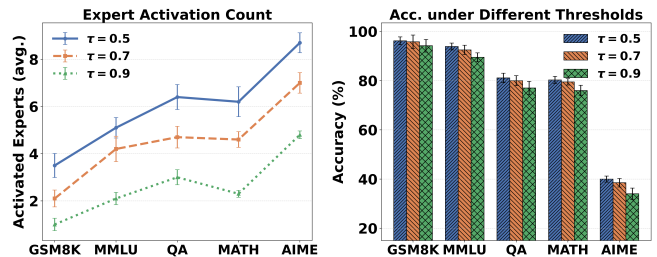 Expert Activation Count
Activated Experts (avg.)
8
6
4
2
τ = 0.5
τ = 0.7
τ = 0.9
GSM8K MMLU QA MATH AIME
Acc. under Different Thresholds
Accuracy (%)
100
80
60
40
20
τ = 0.5
τ = 0.7
τ = 0.9
GSM8K MMLU QA MATH AIME